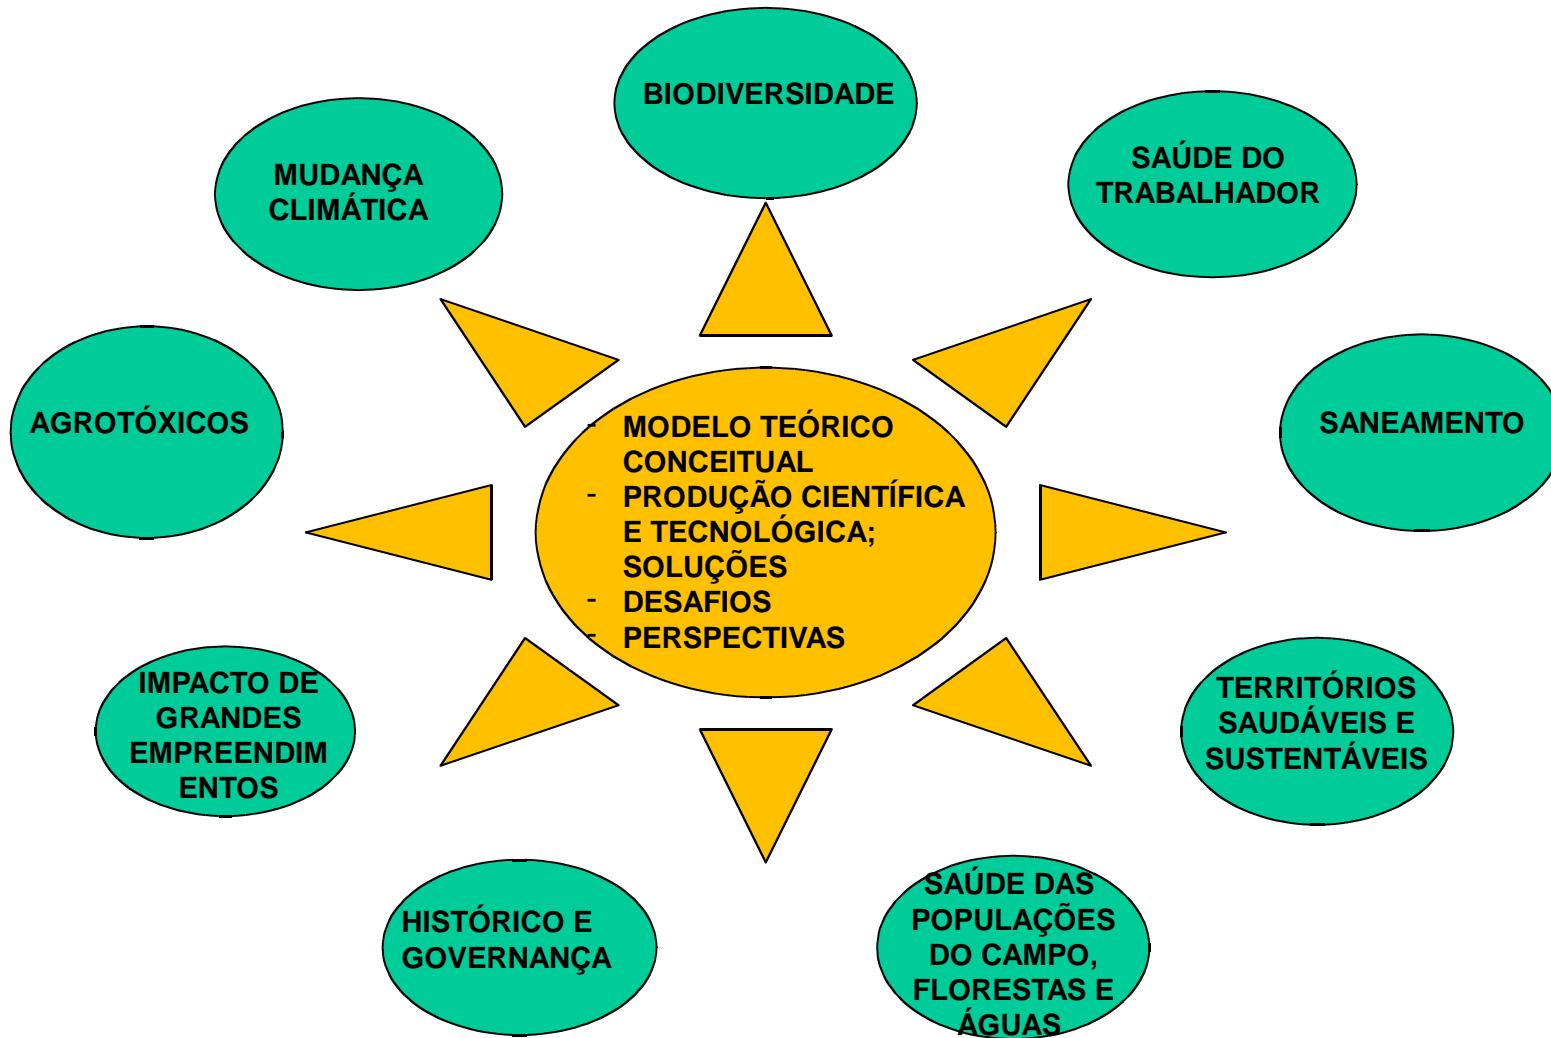 BIODIVERSIDADE
MUDANÇA
CLIMÁTICA
SAÚDE DO
TRABALHADOR
AGROTÓXICOS
SANEAMENTO
- MODELO TEÓRICO
CONCEITUAL
- PRODUÇÃO CIENTÍFICA
E TECNOLÓGICA;
SOLUÇÕES
- DESAFIOS
- PERSPECTIVAS
IMPACTO DE
GRANDES
EMPREENDIM
ENTOS
TERRITÓRIOS
SAUDÁVEIS E
SUSTENTÁVEIS
HISTÓRICO E
GOVERNANÇA
SAÚDE DAS
POPULAÇÕES
DO CAMPO,
FLORESTAS E
ÁGUAS